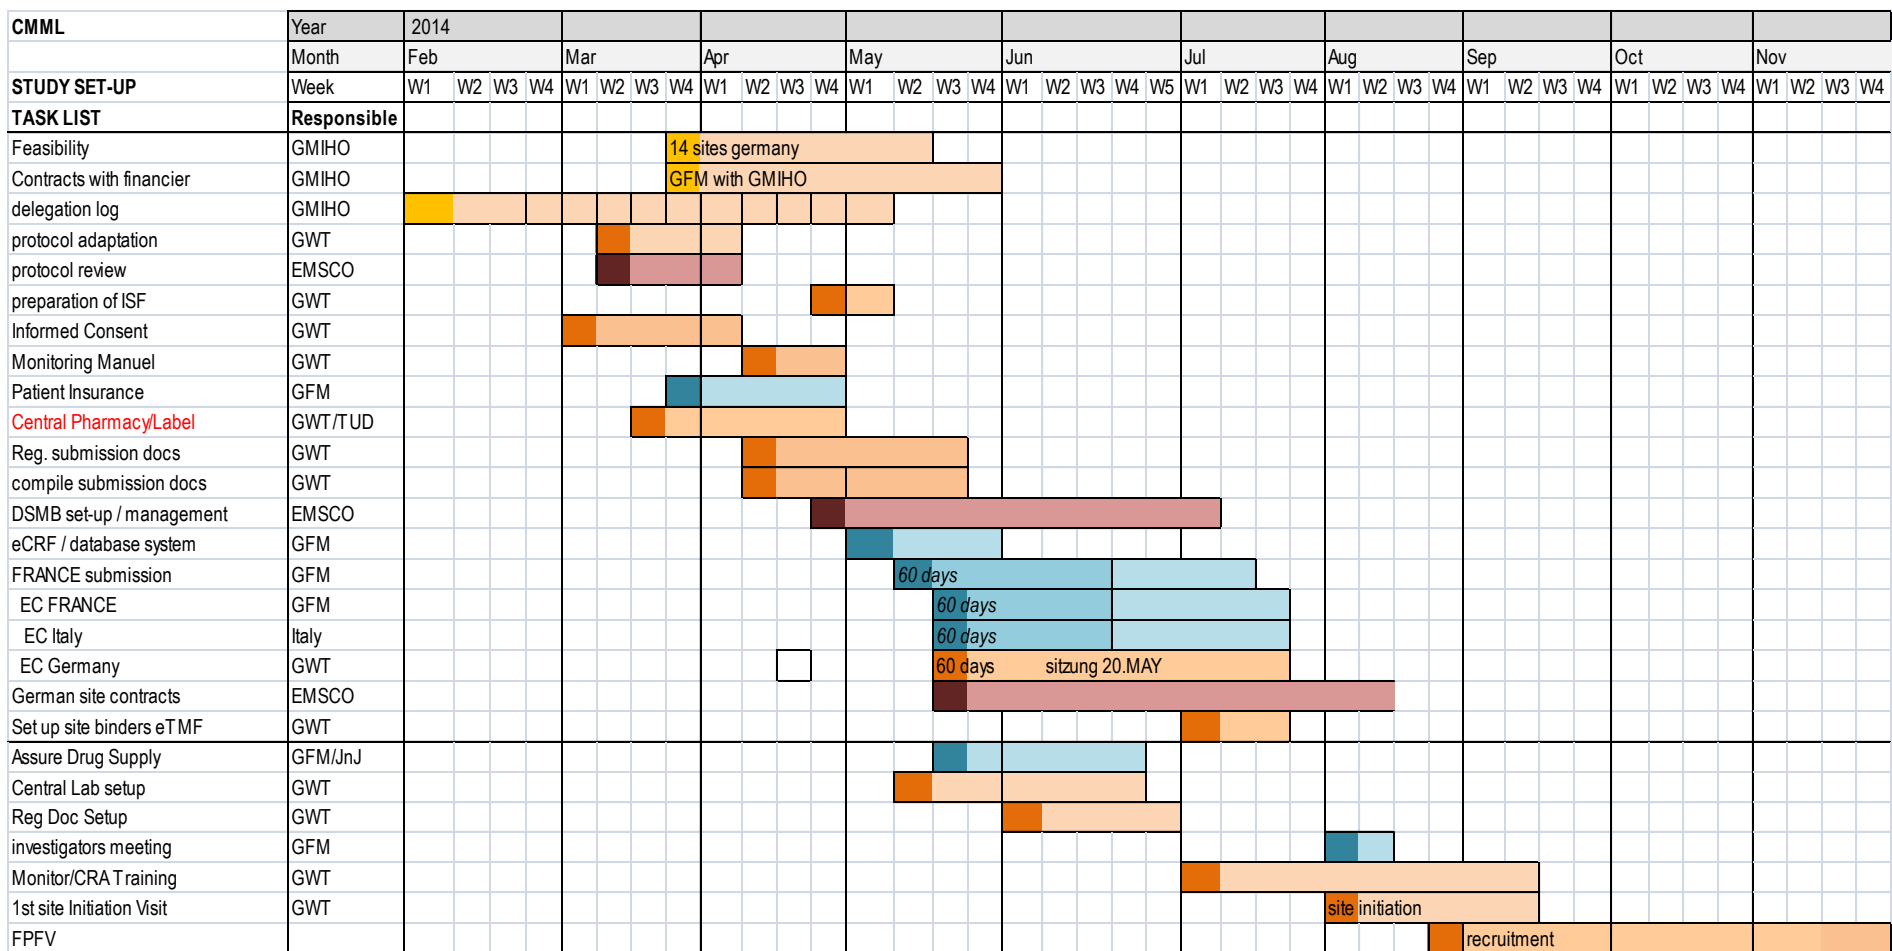 CMML Year 2014
Month Feb Mar Apr May Jun Jul Aug Sep Oct Nov
STUDY SET-UP Week W1 W2 W3 W4 W1 W2 W3 W4 W1 W2 W3 W4 W1 W2 W3 W4 W1 W2 W3 W4 W5 W1 W2 W3 W4 W1 W2 W3 W4 W1 W2 W3 W4 W1 W2 W3 W4 W1 W2 W3 W4
TASK LIST Responsible
Feasibility GMIHO 14 sites germany
Contracts with financier GMIHO GFM with GMIHO
delegation log GMIHO
protocol adaptation GWT
protocol review EMSCO
preparation of ISF GWT
Informed Consent GWT
Monitoring Manuel GWT
Patient Insurance GFM
Central Pharmacy/Label GWT/TUD
Reg. submission docs GWT
compile submission docs GWT
DSMB set-up / management EMSCO
eCRF / database system GFM
FRANCE submission GFM 60 days
EC FRANCE GFM 60 days
EC Italy Italy 60 days
EC Germany GWT 60 days sitzung 20.MAY
German site contracts EMSCO
Set up site binders eTMF GWT
Assure Drug Supply GFM/JnJ
Central Lab setup GWT
Reg Doc Setup GWT
investigators meeting GFM
Monitor/CRA Training GWT
1st site Initiation Visit GWT site initiation
FPFV recruitment